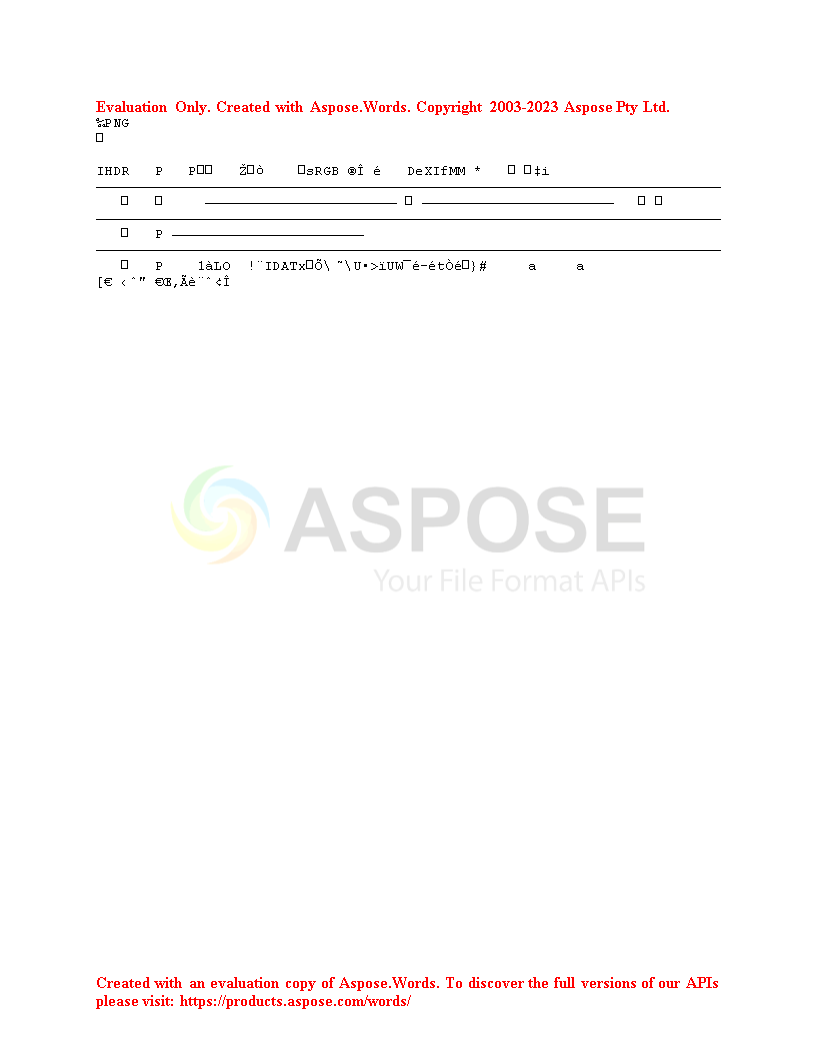 Evaluation Only. Created with Aspose.Words. Copyright 2003-2023 Aspose Pty Ltd.
‰PNG
IHDR P P Ž ò sRGB ®Î é DeXIfMM * ‡i
P
P 1àLO !¨IDATx Õ\ ˜\U•>ïUW¯é–étÒé }# a a
[€ ‹ˆ" €Œ‚Ãè¨ˆ¢Î
ASPOSE
Your File Format APIs
Created with an evaluation copy of Aspose.Words. To discover the full versions of our APIs
please visit: https://products.aspose.com/words/